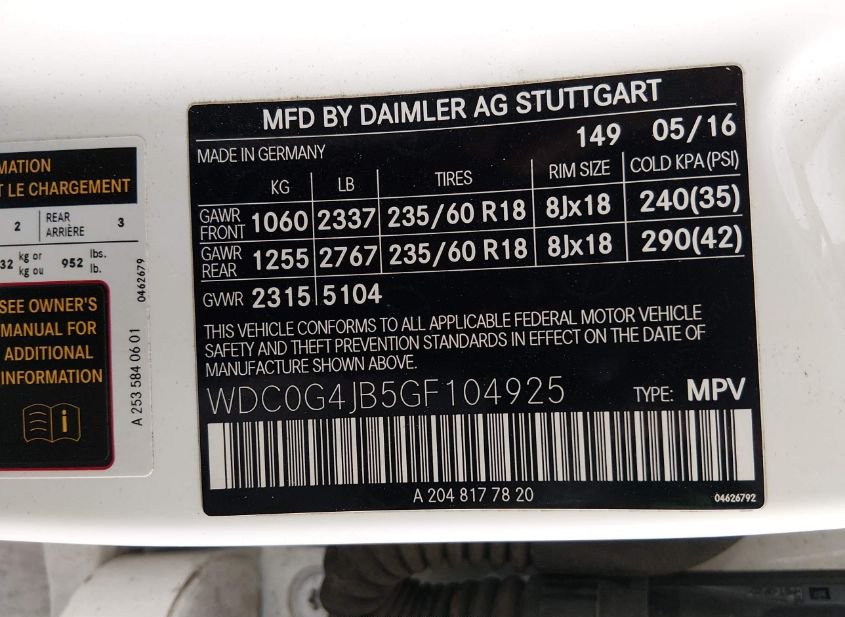 MFD BY DAIMLER AG STUTTGART
MADE IN GERMANY 149 05/16
KG LB TIRES RIM SIZE COLD KPA(PSI)
GAWR FRONT 1060 2337 235/60 R18 8Jx18 240(35)
GAWR REAR 1255 2767 235/60 R18 8Jx18 290(42)
GVWR 2315 5104
THIS VEHICLE CONFORMS TO ALL APPLICABLE FEDERAL MOTOR VEHICLE
SAFETY AND THEFT PREVENTION STANDARDS IN EFFECT ON THE DATE OF
MANUFACTURE SHOWN ABOVE.
WDC0G4JB5GF104925 TYPE: MPV
A 204 817 78 20 04626792
MATION
T LE CHARGEMENT
2 REAR ARRIÈRE 3
32 kg or kg ou 952 lbs. lb.
SEE OWNER'S
MANUAL FOR
ADDITIONAL
INFORMATION
A 253 584 06 01 0462679